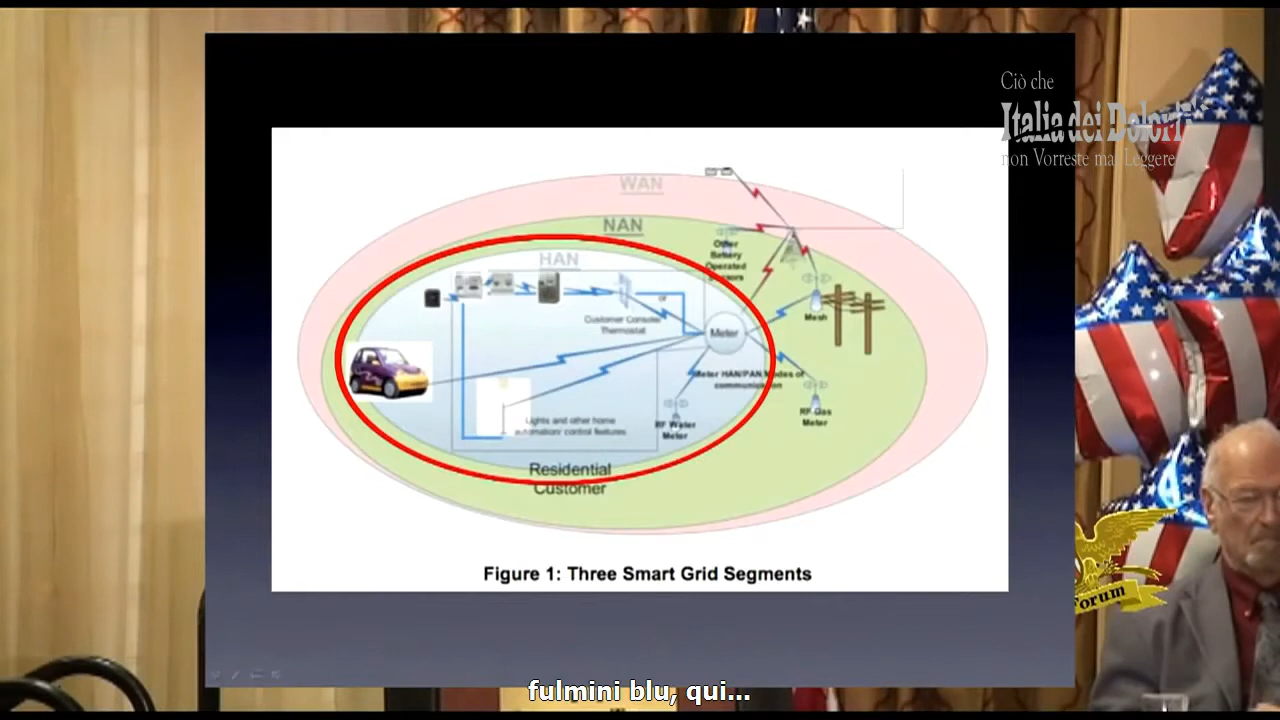 Ciò che
Italia dei Dolori
non Vorreste mai Leggere
WAN
NAN
HAN
Other
Battery
Operated
Sensors
or
Customer Console/
Thermostat
Meter
Mesh
Meter HAN/PAN Modes of
communication
RF Gas
Meter
RF Water
Meter
Lights and other home
automation/ control features
Residential
Customer
Figure 1: Three Smart Grid Segments
Forum
fulmini blu, qui...